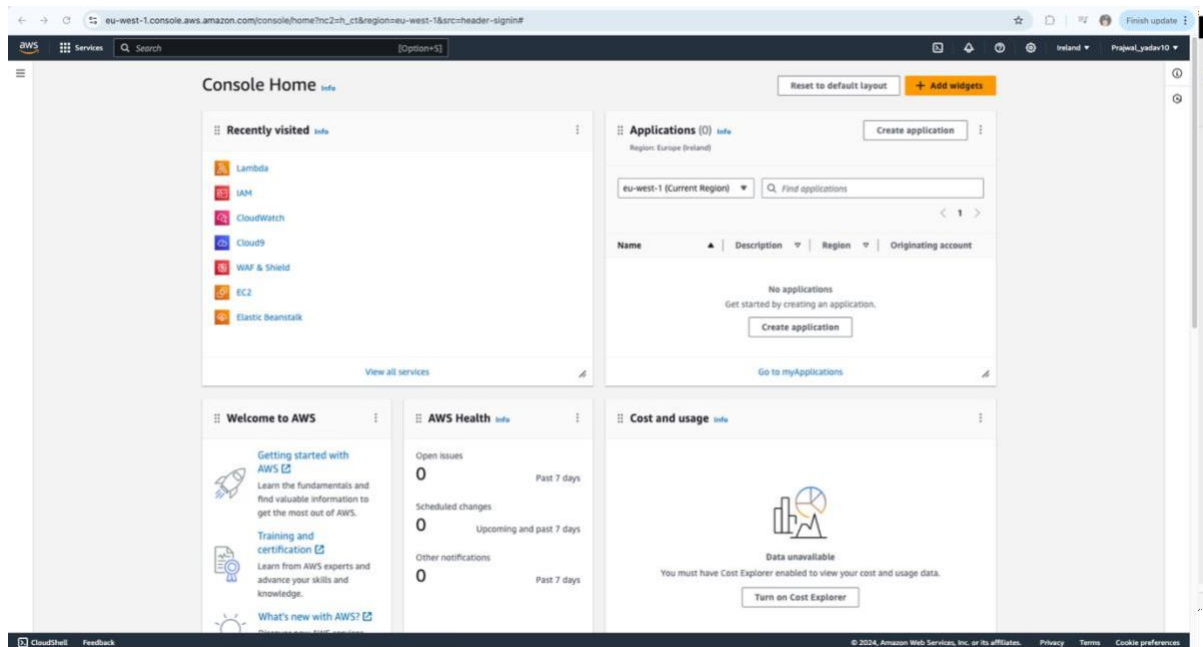 eu-west-1.console.aws.amazon.com/console/home?nc2=h_ct&region=eu-west-1&src=header-signin#
Finish update
aws Services Search [Option+S] Ireland Prajwal_yadav10
Console Home Info
Reset to default layout
+ Add widgets
Recently visited Info
Lambda
IAM
CloudWatch
Cloud9
WAF & Shield
EC2
Elastic Beanstalk
View all services
Applications (0) Info
Region: Europe (Ireland)
Create application
eu-west-1 (Current Region)
Find applications
1
Name Description Region Originating account
No applications
Get started by creating an application.
Create application
Go to myApplications
Welcome to AWS
Getting started with
AWS
Learn the fundamentals and
find valuable information to
get the most out of AWS.
Training and
certification
Learn from AWS experts and
advance your skills and
knowledge.
What's new with AWS?
AWS Health Info
Open issues
0 Past 7 days
Scheduled changes
0 Upcoming and past 7 days
Other notifications
0 Past 7 days
Cost and usage Info
Data unavailable
You must have Cost Explorer enabled to view your cost and usage data.
Turn on Cost Explorer
CloudShell Feedback © 2024, Amazon Web Services, Inc. or its affiliates. Privacy Terms Cookie preferences